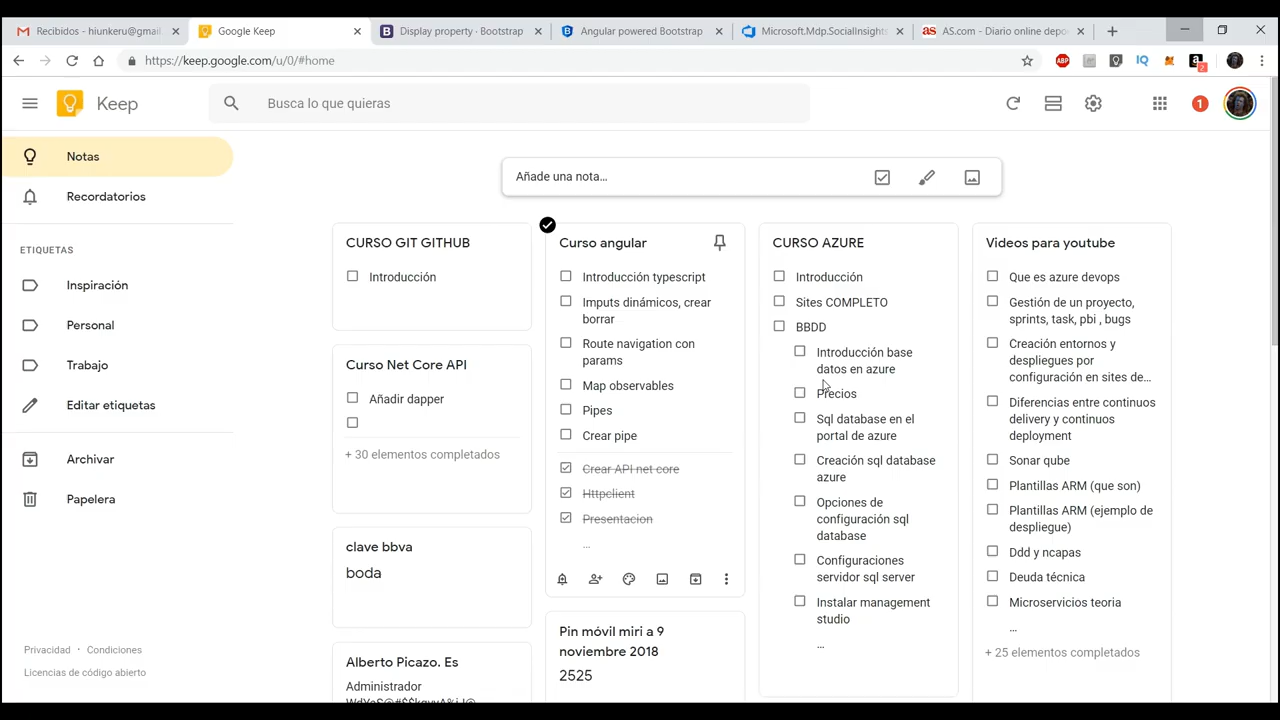 Recibidos - hiunkeru@gmail
Google Keep
Display property · Bootstrap
Angular powered Bootstrap
Microsoft.Mdp.SocialInsights
AS.com - Diario online depo
https://keep.google.com/u/0/#home
ABP
IQ
a
2
Keep
Busca lo que quieras
1
Notas
Recordatorios
ETIQUETAS
Inspiración
Personal
Trabajo
Editar etiquetas
Archivar
Papelera
Privacidad · Condiciones
Licencias de código abierto
Añade una nota...
CURSO GIT GITHUB
Introducción
Curso Net Core API
Añadir dapper
+ 30 elementos completados
clave bbva
boda
Alberto Picazo. Es
Administrador
Curso angular
Introducción typescript
Imputs dinámicos, crear
borrar
Route navigation con
params
Map observables
Pipes
Crear pipe
Crear API net core
Httpclient
Presentacion
...
Pin móvil miri a 9
noviembre 2018
2525
CURSO AZURE
Introducción
Sites COMPLETO
BBDD
Introducción base
datos en azure
Precios
Sql database en el
portal de azure
Creación sql database
azure
Opciones de
configuración sql
database
Configuraciones
servidor sql server
Instalar management
studio
...
Videos para youtube
Que es azure devops
Gestión de un proyecto,
sprints, task, pbi , bugs
Creación entornos y
despliegues por
configuración en sites de...
Diferencias entre continuos
delivery y continuos
deployment
Sonar qube
Plantillas ARM (que son)
Plantillas ARM (ejemplo de
despliegue)
Ddd y ncapas
Deuda técnica
Microservicios teoria
...
+ 25 elementos completados